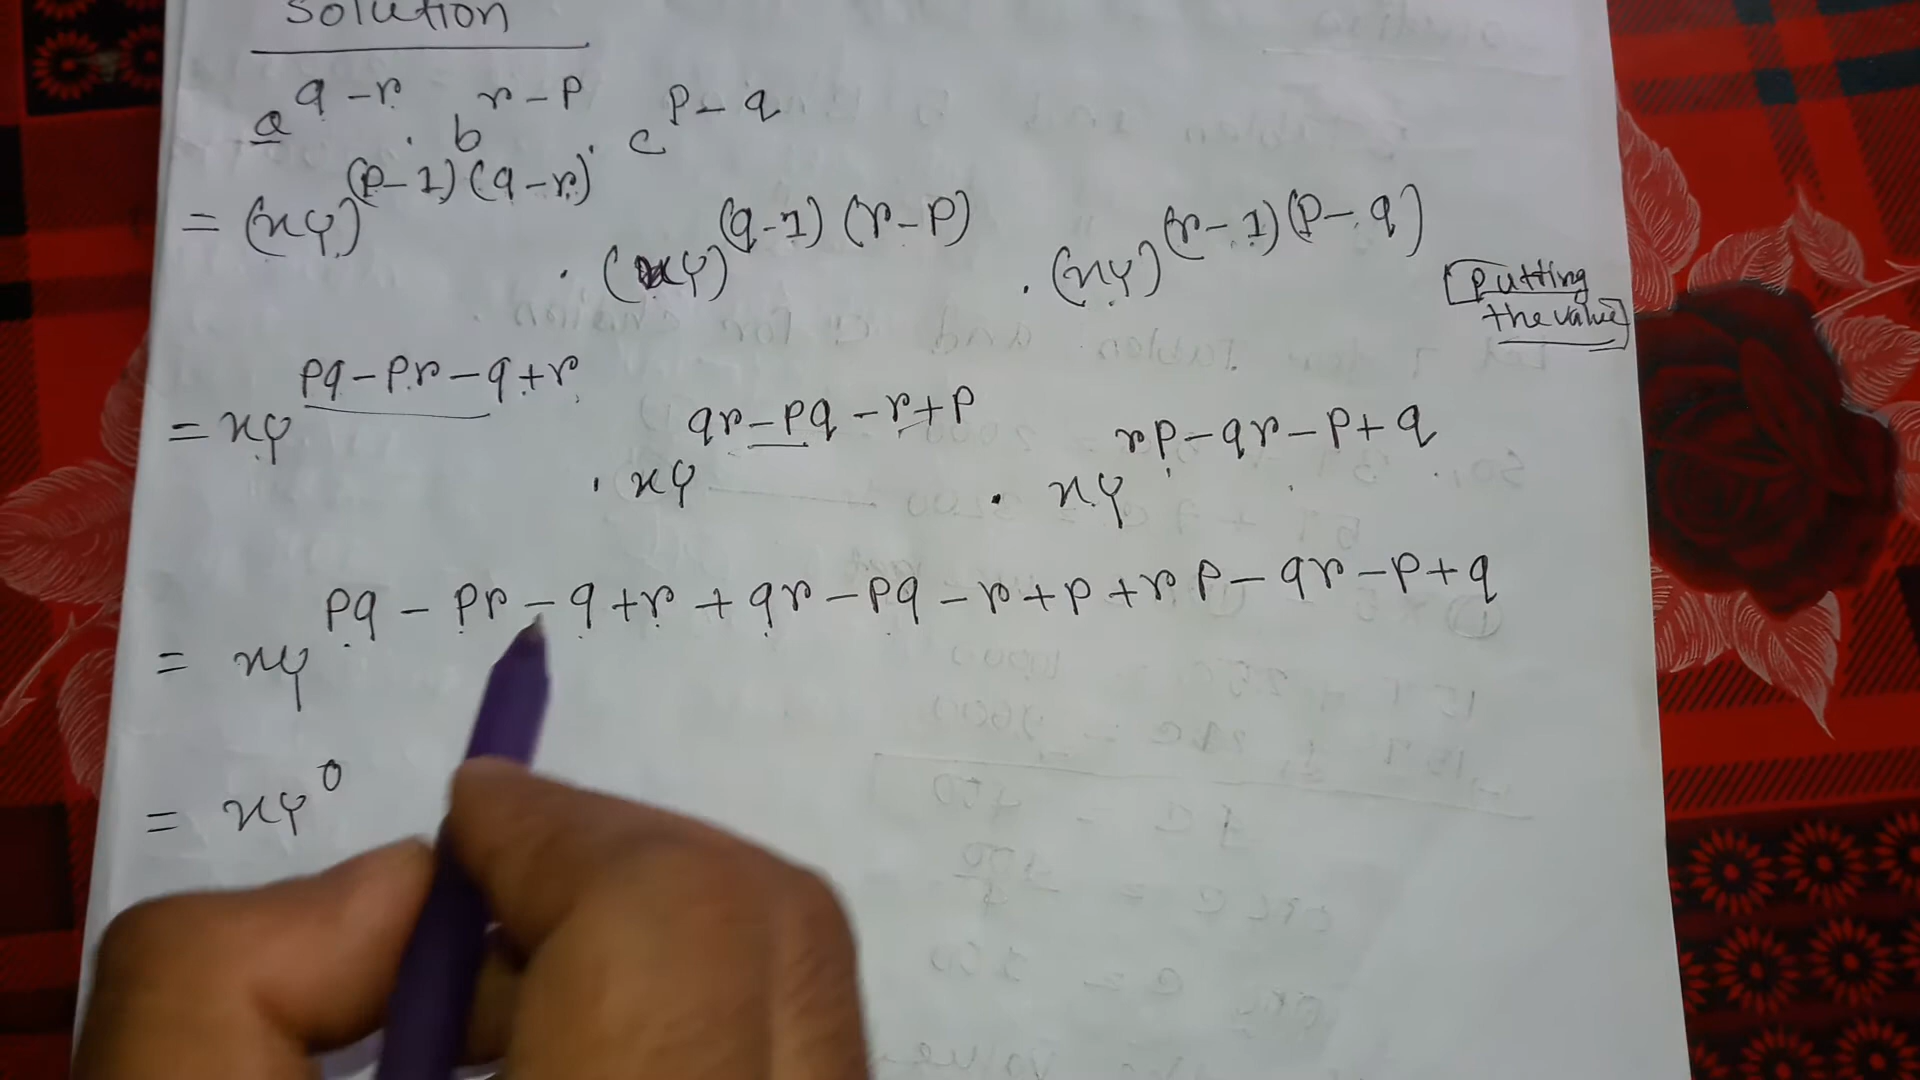 Solution
a^{q-r} . b^{r-p} . c^{p-q}
= (xy)^{(p-1)(q-r)} . (xy)^{(q-1)(r-p)} . (xy)^{(r-1)(p-q)} [putting the value]
= xy^{pq-pr-q+r} . xy^{qr-pq-r+p} . xy^{rp-qr-p+q}
= xy^{pq-pr-q+r+qr-pq-r+p+rp-qr-p+q}
= xy^0